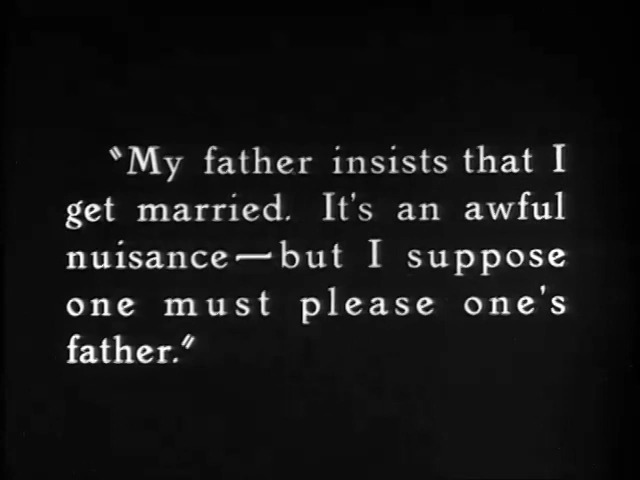 "My father insists that I
get married. It's an awful
nuisance—but I suppose
one must please one's
father."